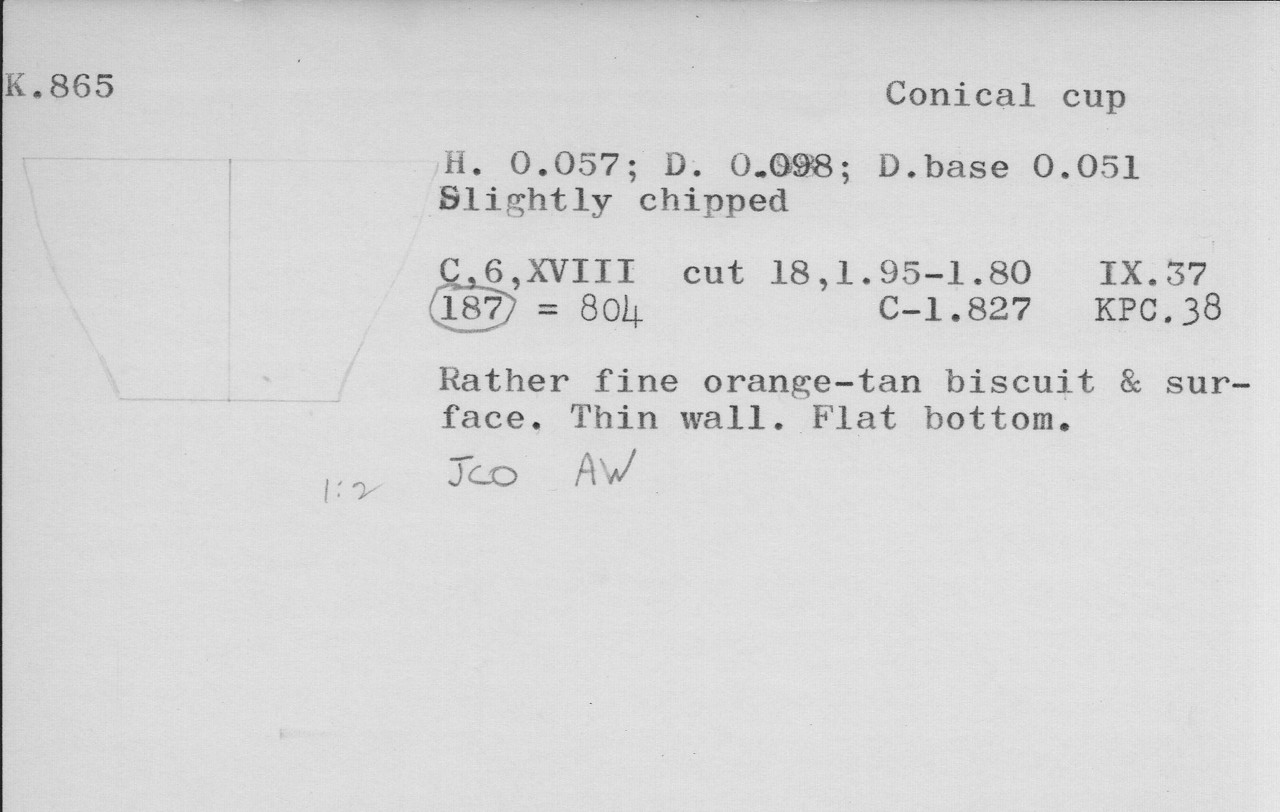 K.865
Conical cup
H. 0.057; D. 0.098; D.base 0.051
Slightly chipped
C,6,XVIII cut 18,1.95-1.80 IX.37
187 = 804 C-1.827 KPC.38
Rather fine orange-tan biscuit & sur-
face. Thin wall. Flat bottom.
JCO AW
1:2